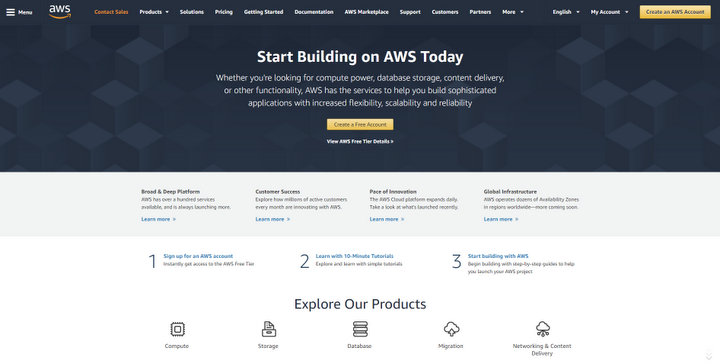 Menu
aws
Contact Sales
Products
Solutions
Pricing
Getting Started
Documentation
AWS Marketplace
Support
Customers
Partners
More
English
My Account
Create an AWS Account
Start Building on AWS Today
Whether you're looking for compute power, database storage, content delivery,
or other functionality, AWS has the services to help you build sophisticated
applications with increased flexibility, scalability and reliability
Create a Free Account
View AWS Free Tier Details »
Broad & Deep Platform
AWS has over a hundred services
available, and is always launching more.
Learn more »
Customer Success
Explore how millions of active customers
every month are innovating with AWS.
Learn more »
Pace of Innovation
The AWS Cloud platform expands daily.
Take a look at what's launched recently.
Learn more »
Global Infrastructure
AWS operates dozens of Availability Zones
in regions worldwide—more coming soon.
Learn more »
1
Sign up for an AWS account
Instantly get access to the AWS Free Tier
2
Learn with 10-Minute Tutorials
Explore and learn with simple tutorials
3
Start building with AWS
Begin building with step-by-step guides to help
you launch your AWS project
Explore Our Products
Compute
Storage
Database
Migration
Networking & Content
Delivery